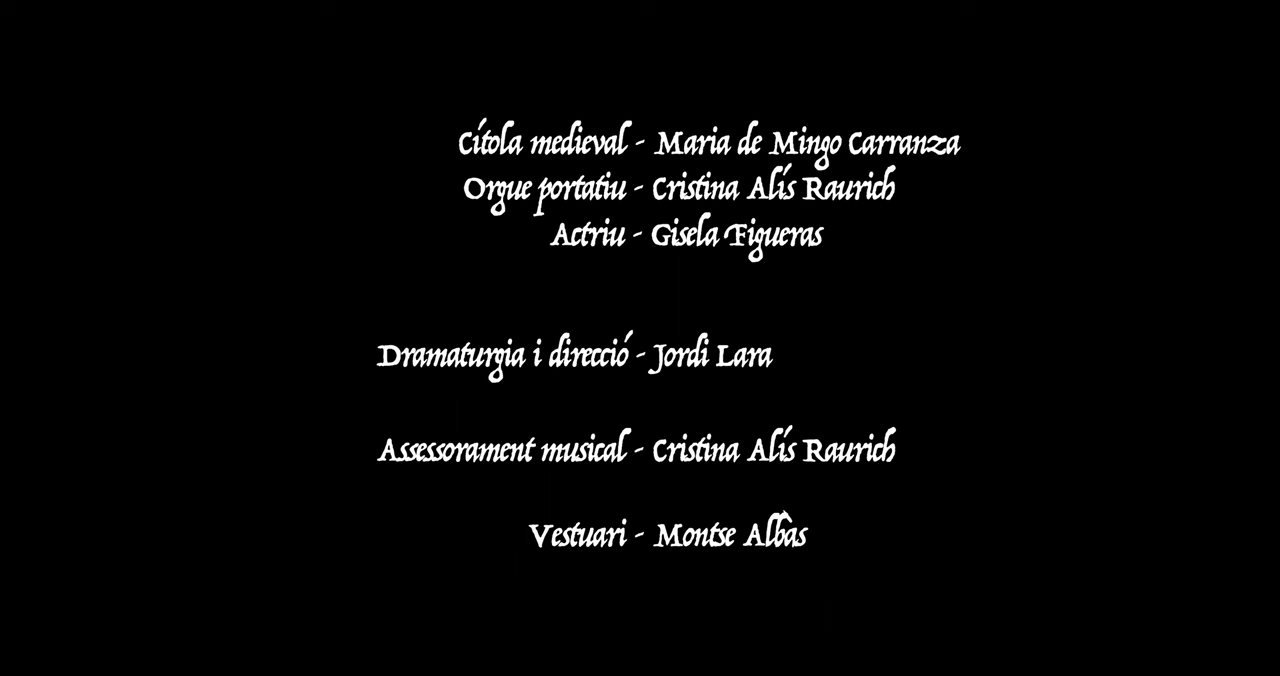 Cítola medieval - Maria de Mingo Carranza
Orgue portatiu - Cristina Alís Raurich
Actriu - Gisela Figueras
Dramaturgia i direcció - Jordi Lara
Assessorament musical - Cristina Alís Raurich
Vestuari - Montse Albàs